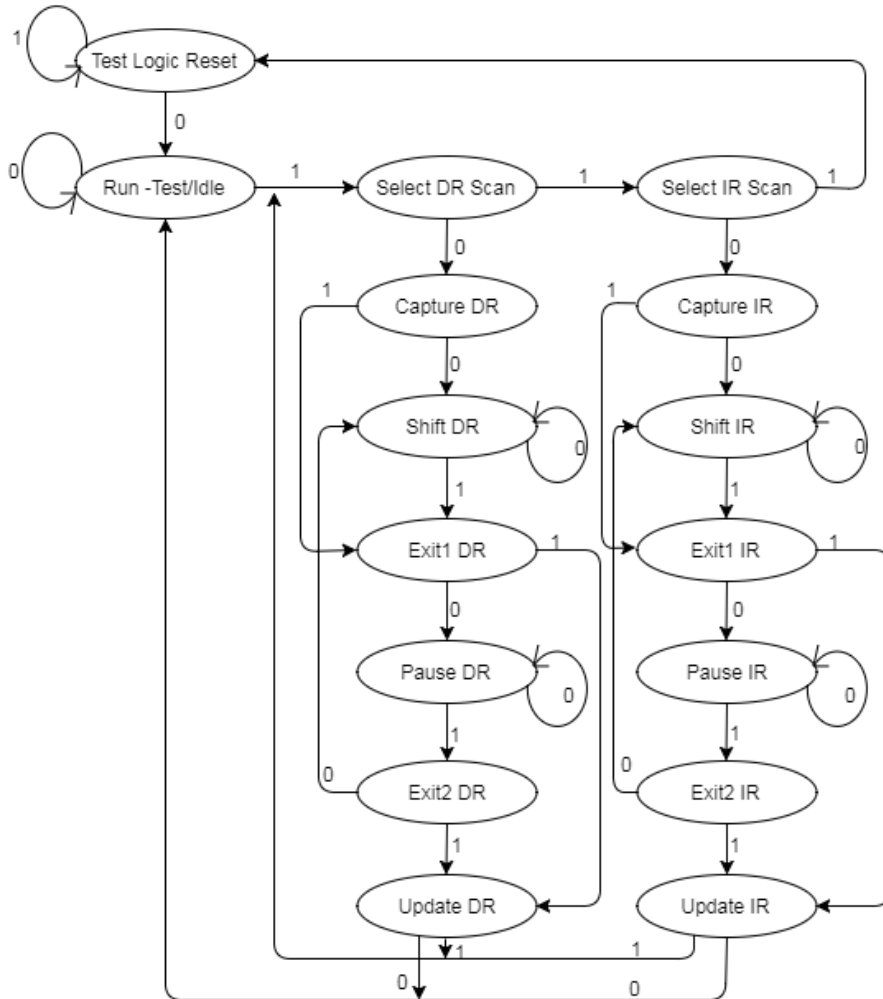 1
Test Logic Reset
0
0
Run -Test/Idle
1
Select DR Scan
1
Select IR Scan
1
0
0
1
Capture DR
1
Capture IR
0
0
Shift DR
0
Shift IR
0
1
1
Exit1 DR
1
Exit1 IR
1
0
0
Pause DR
0
Pause IR
0
1
1
0
Exit2 DR
0
Exit2 IR
1
1
Update DR
Update IR
1
1
0
0